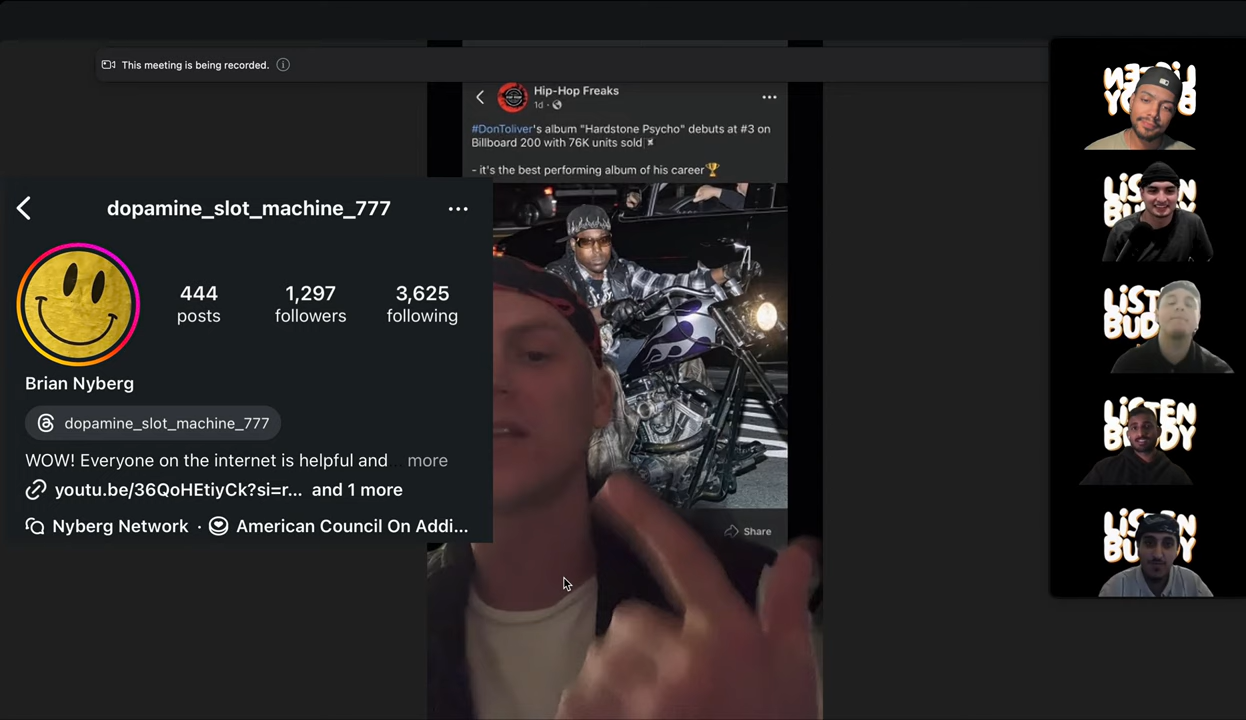 This meeting is being recorded.
Hip-Hop Freaks
1d
#DonToliver's album "Hardstone Psycho" debuts at #3 on
Billboard 200 with 76K units sold
- it's the best performing album of his career🏆
dopamine_slot_machine_777
444
posts
1,297
followers
3,625
following
Brian Nyberg
dopamine_slot_machine_777
WOW! Everyone on the internet is helpful and... more
youtu.be/36QoHEtiyCk?si=r... and 1 more
Nyberg Network · American Council On Addi...
Share
LiSTEN
BUDDY
LiSTEN
BUDDY
LiST
BUD
LiSTEN
BUDDY
LiSTEN
BUDDY